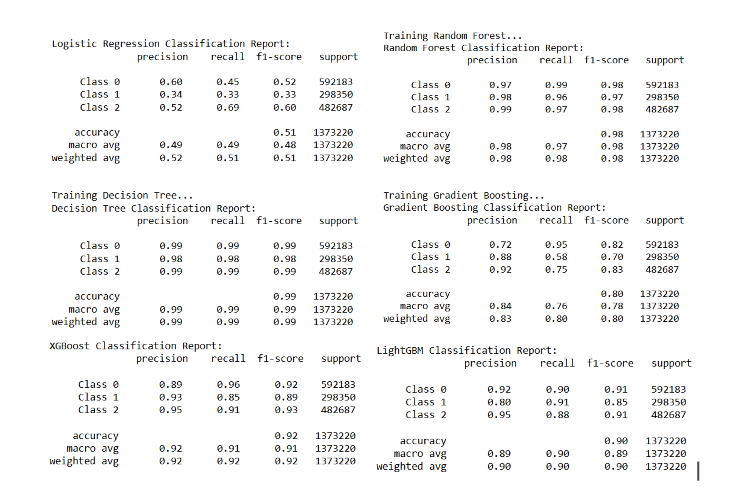 Logistic Regression Classification Report:
precision recall f1-score support
Class 0 0.60 0.45 0.52 592183
Class 1 0.34 0.33 0.33 298350
Class 2 0.52 0.69 0.60 482687
accuracy 0.51 1373220
macro avg 0.49 0.49 0.48 1373220
weighted avg 0.52 0.51 0.51 1373220
Training Random Forest...
Random Forest Classification Report:
precision recall f1-score support
Class 0 0.97 0.99 0.98 592183
Class 1 0.98 0.96 0.97 298350
Class 2 0.99 0.97 0.98 482687
accuracy 0.98 1373220
macro avg 0.98 0.97 0.98 1373220
weighted avg 0.98 0.98 0.98 1373220
Training Decision Tree...
Decision Tree Classification Report:
precision recall f1-score support
Class 0 0.99 0.99 0.99 592183
Class 1 0.98 0.98 0.98 298350
Class 2 0.99 0.99 0.99 482687
accuracy 0.99 1373220
macro avg 0.99 0.99 0.99 1373220
weighted avg 0.99 0.99 0.99 1373220
Training Gradient Boosting...
Gradient Boosting Classification Report:
precision recall f1-score support
Class 0 0.72 0.95 0.82 592183
Class 1 0.88 0.58 0.70 298350
Class 2 0.92 0.75 0.83 482687
accuracy 0.80 1373220
macro avg 0.84 0.76 0.78 1373220
weighted avg 0.83 0.80 0.80 1373220
XGBoost Classification Report:
precision recall f1-score support
Class 0 0.89 0.96 0.92 592183
Class 1 0.93 0.85 0.89 298350
Class 2 0.95 0.91 0.93 482687
accuracy 0.92 1373220
macro avg 0.92 0.91 0.91 1373220
weighted avg 0.92 0.92 0.92 1373220
LightGBM Classification Report:
precision recall f1-score support
Class 0 0.92 0.90 0.91 592183
Class 1 0.80 0.91 0.85 298350
Class 2 0.95 0.88 0.91 482687
accuracy 0.90 1373220
macro avg 0.89 0.90 0.89 1373220
weighted avg 0.90 0.90 0.90 1373220